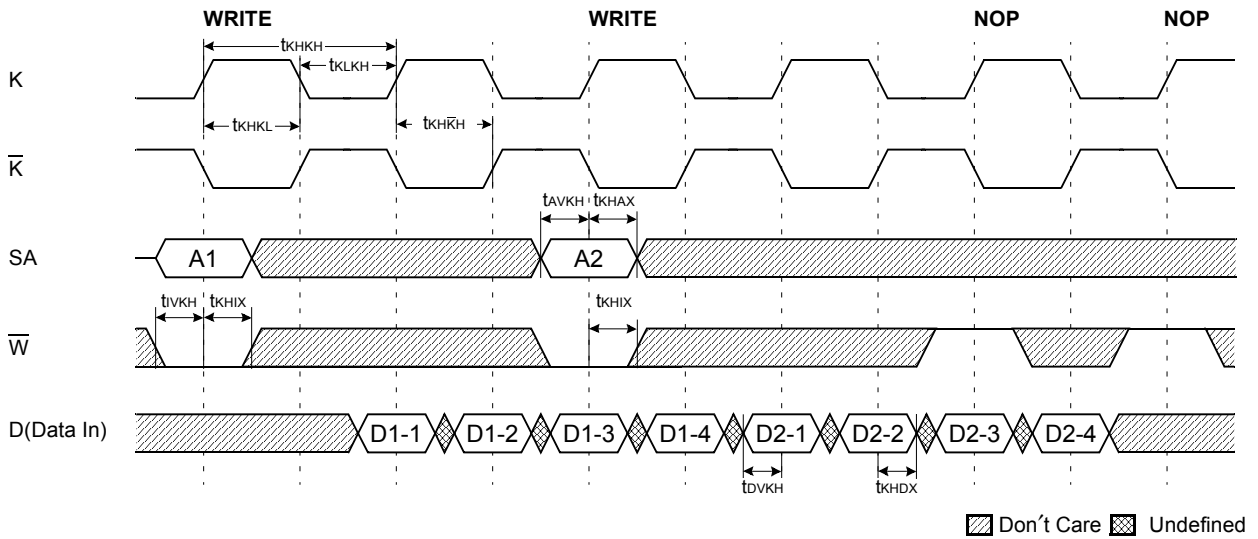 WRITE WRITE NOP NOP
tKHKH
tKLKH
K
tKHKL tKHK̅H
K̅
tAVKH tKHAX
SA A1 A2
tIVKH tKHIX tKHIX
W̅
D(Data In) D1-1 D1-2 D1-3 D1-4 D2-1 D2-2 D2-3 D2-4
tDVKH tKHDX
Don′t Care Undefined